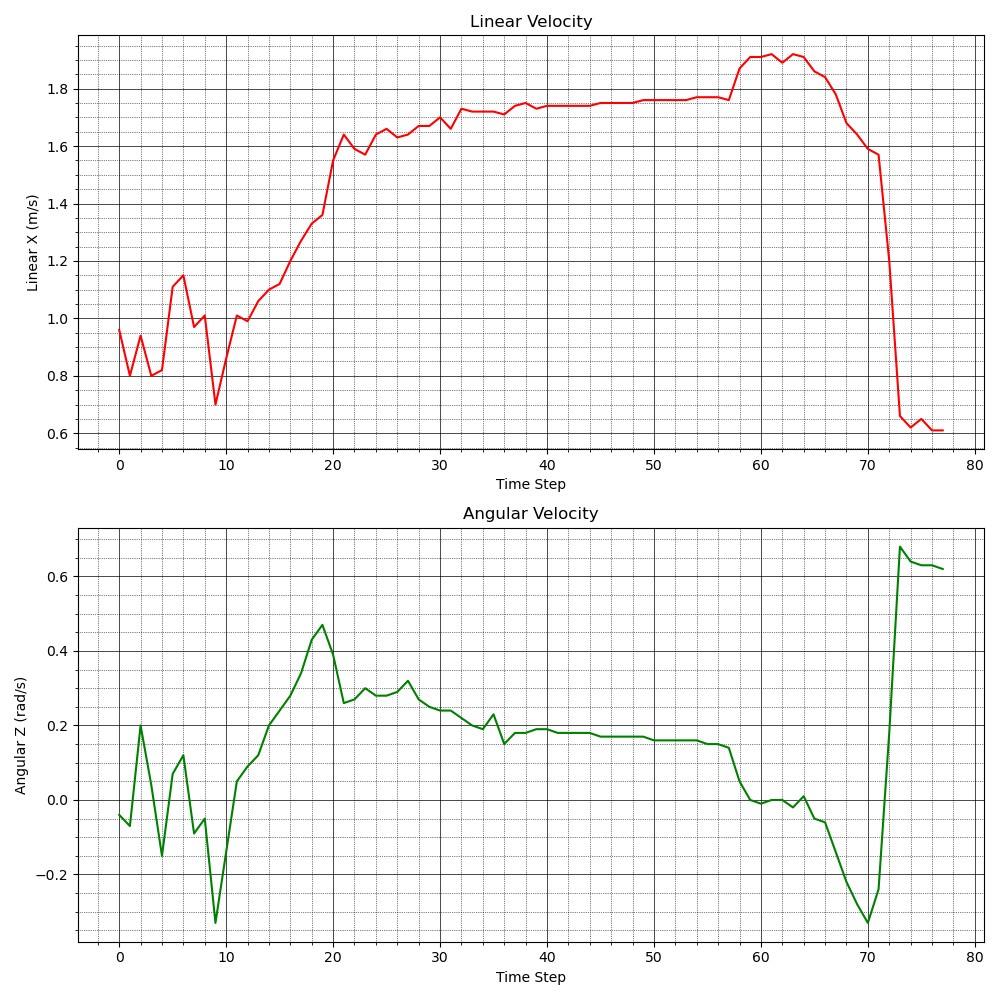 Linear Velocity
Linear X (m/s)
1.8
1.6
1.4
1.2
1.0
0.8
0.6
0 10 20 30 40 50 60 70 80
Time Step
Angular Velocity
Angular Z (rad/s)
0.6
0.4
0.2
0.0
−0.2
0 10 20 30 40 50 60 70 80
Time Step